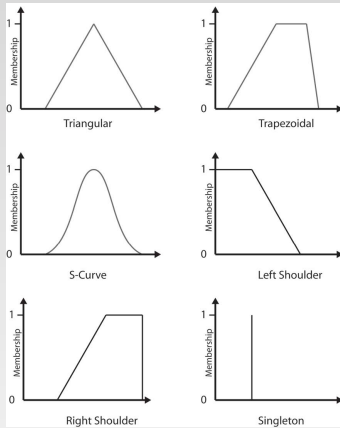 1
Membership
0
Triangular
1
Membership
0
Trapezoidal
1
Membership
0
S-Curve
1
Membership
0
Left Shoulder
1
Membership
0
Right Shoulder
1
Membership
0
Singleton